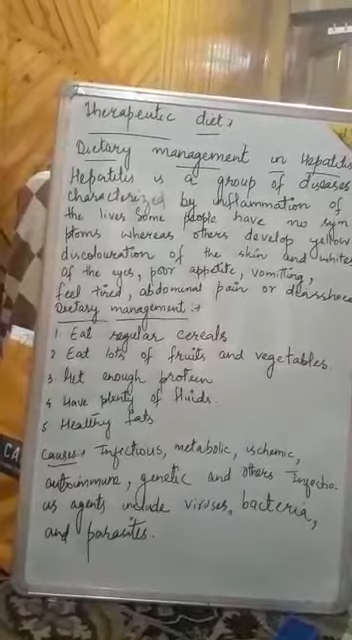 Therapeutic diet:
Dietary management in Hepatitis
Hepatitis is a group of diseases
characterized by inflammation of
the lives some people have no sym
ptoms whereas others develop yellow
discolouration of the skin and whites
of the eyes, poor appetite, vomiting,
feel tired, abdominal pain or diarrhoea
Dietary management:
1. Eat regular cereals
2 Eat lots of fruits and vegetables.
3. Get enough protein
4 Have plenty of fluids.
5 Healthy fats
Causes: Infectious, metabolic, ischemic,
autoimmune, genetic and others Infectio.
us agents include viruses, bacteria,
and parasites.
CA